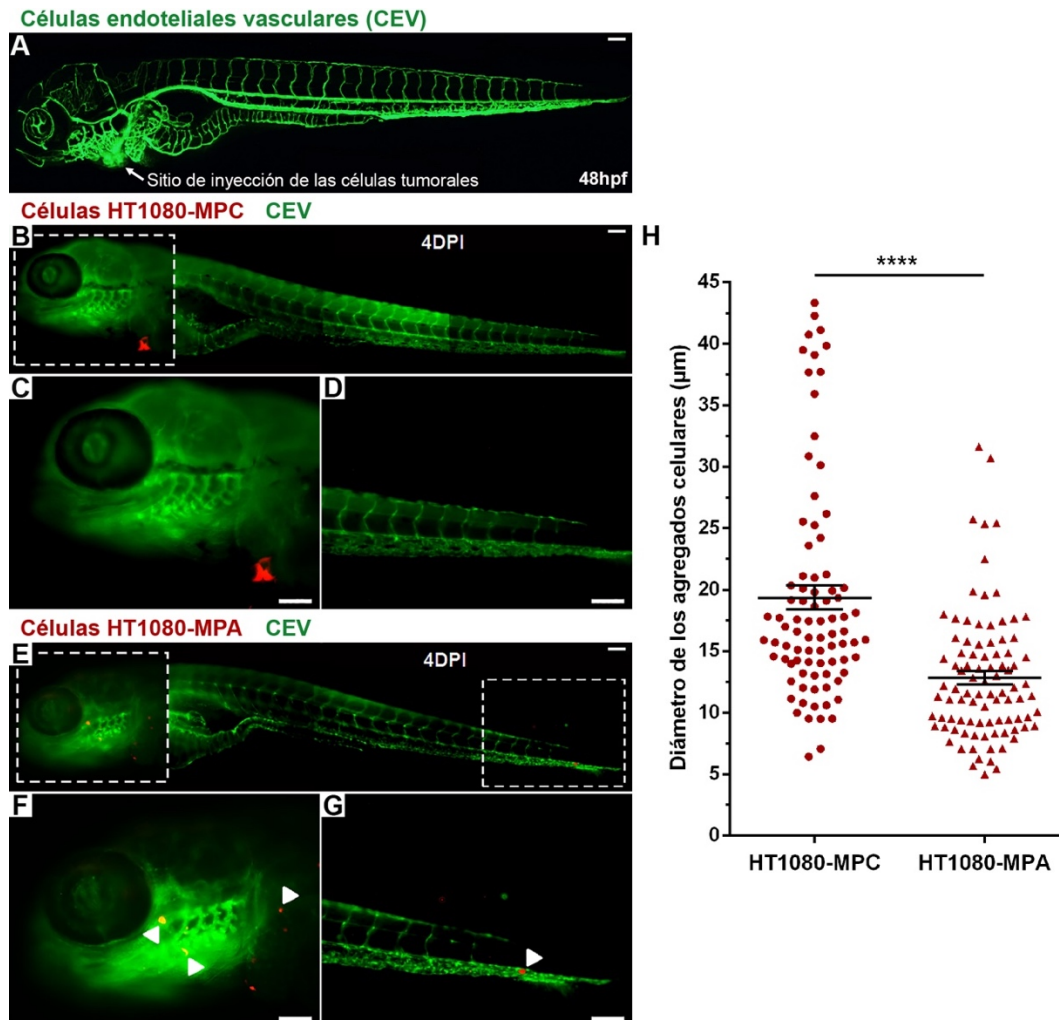 Células endoteliales vasculares (CEV)
A
Sitio de inyección de las células tumorales
48hpf
Células HT1080-MPC CEV
B
4DPI
C
D
Células HT1080-MPA CEV
E
4DPI
F
G
H
****
Diámetro de los agregados celulares (μm)
45
40
35
30
25
20
15
10
5
0
HT1080-MPC HT1080-MPA